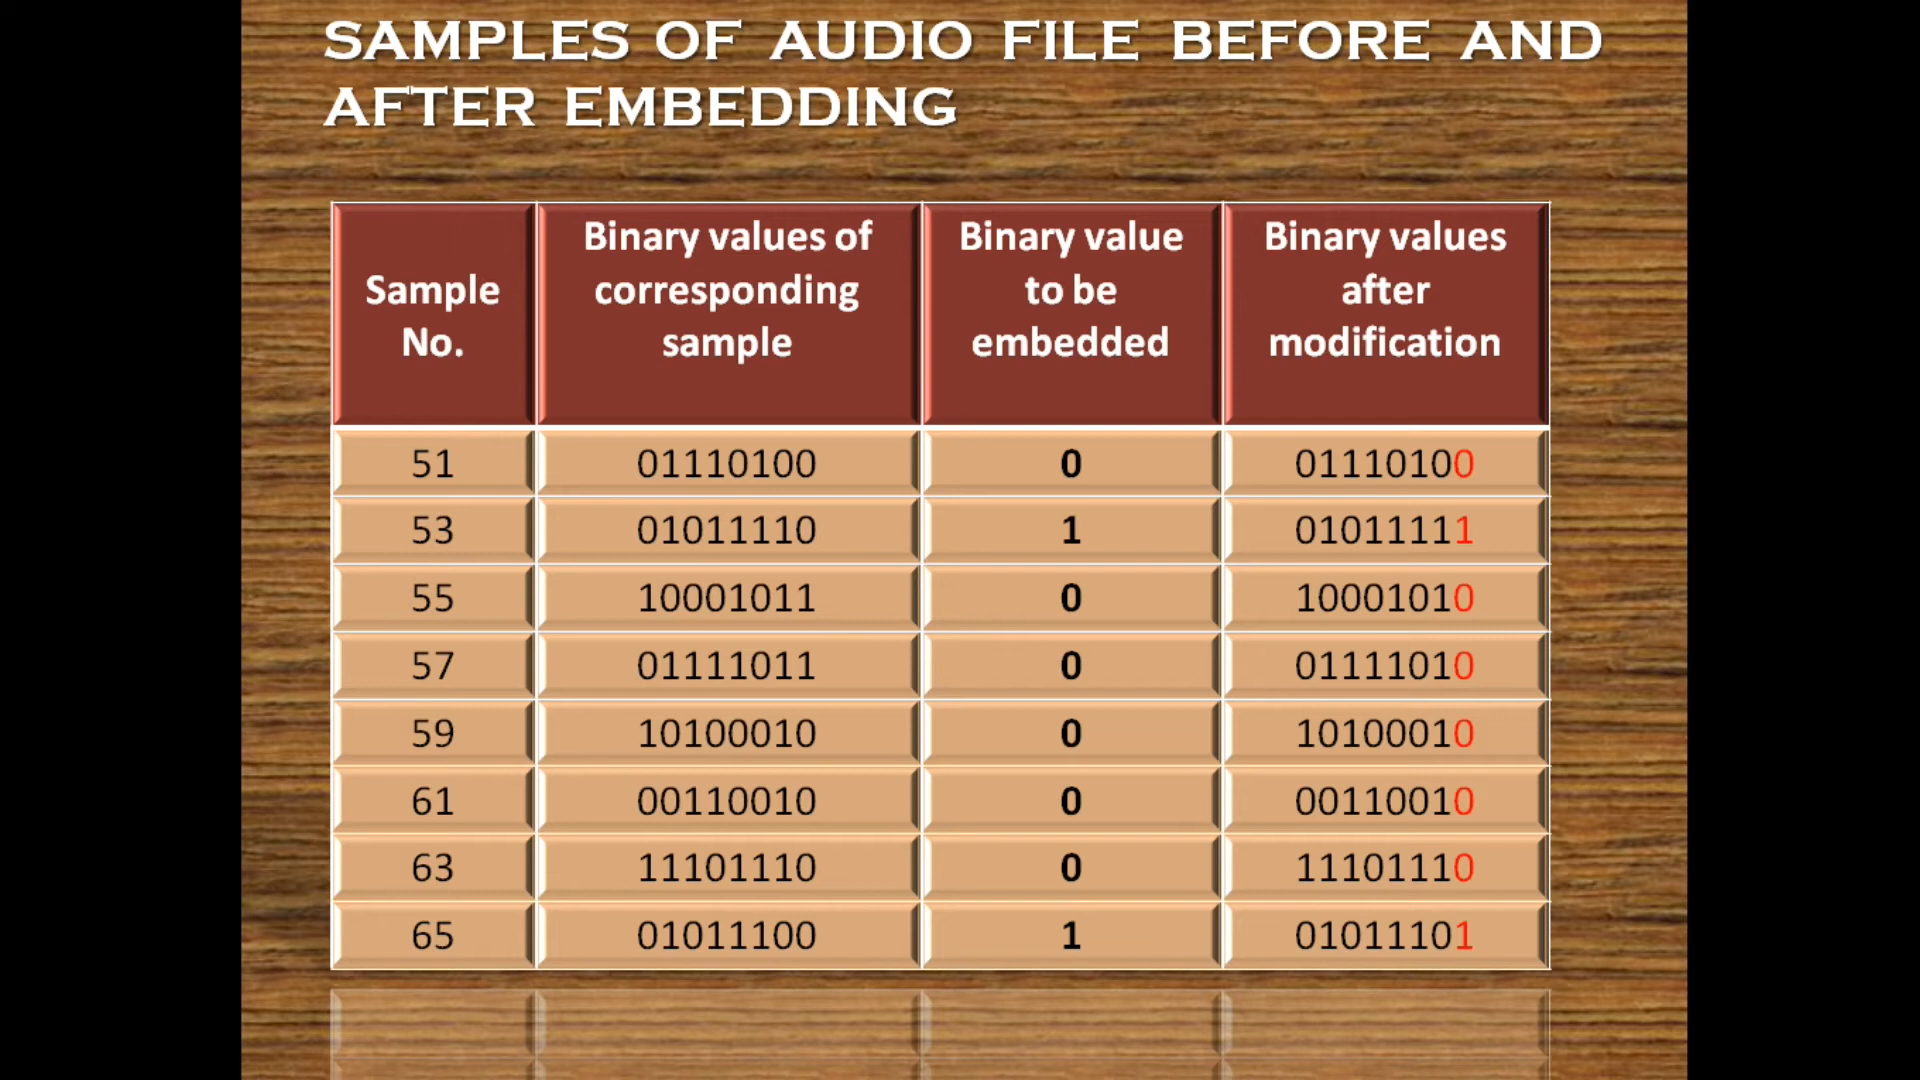 SAMPLES OF AUDIO FILE BEFORE AND
AFTER EMBEDDING
Sample No. Binary values of corresponding sample Binary value to be embedded Binary values after modification
51 01110100 0 01110100
53 01011110 1 01011111
55 10001011 0 10001010
57 01111011 0 01111010
59 10100010 0 10100010
61 00110010 0 00110010
63 11101110 0 11101110
65 01011100 1 01011101